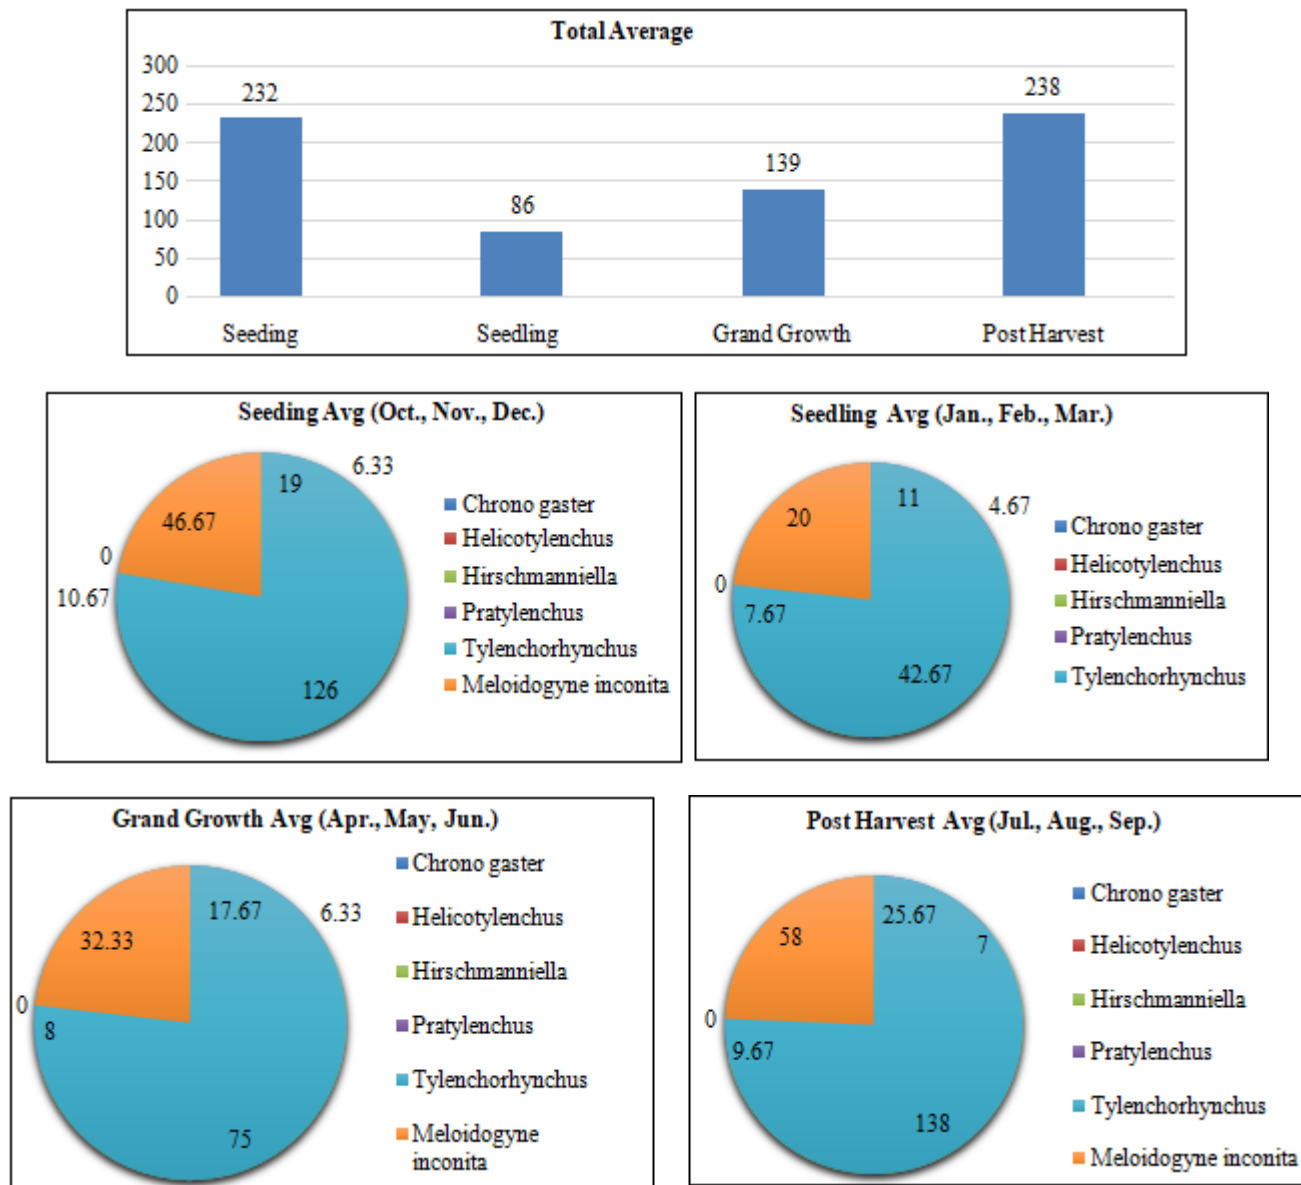 Total Average
300
250
200
150
100
50
0
232
86
139
238
Seeding
Seedling
Grand Growth
Post Harvest
Seeding Avg (Oct., Nov., Dec.)
19
6.33
46.67
0
10.67
126
Chrono gaster
Helicotylenchus
Hirschmanniella
Pratylenchus
Tylenchorhynchus
Meloidogyne inconita
Seedling Avg (Jan., Feb., Mar.)
11
4.67
20
0
7.67
42.67
Chrono gaster
Helicotylenchus
Hirschmanniella
Pratylenchus
Tylenchorhynchus
Grand Growth Avg (Apr., May, Jun.)
17.67
6.33
32.33
0
8
75
Chrono gaster
Helicotylenchus
Hirschmanniella
Pratylenchus
Tylenchorhynchus
Meloidogyne
inconita
Post Harvest Avg (Jul., Aug., Sep.)
25.67
7
58
0
9.67
138
Chrono gaster
Helicotylenchus
Hirschmanniella
Pratylenchus
Tylenchorhynchus
Meloidogyne inconita